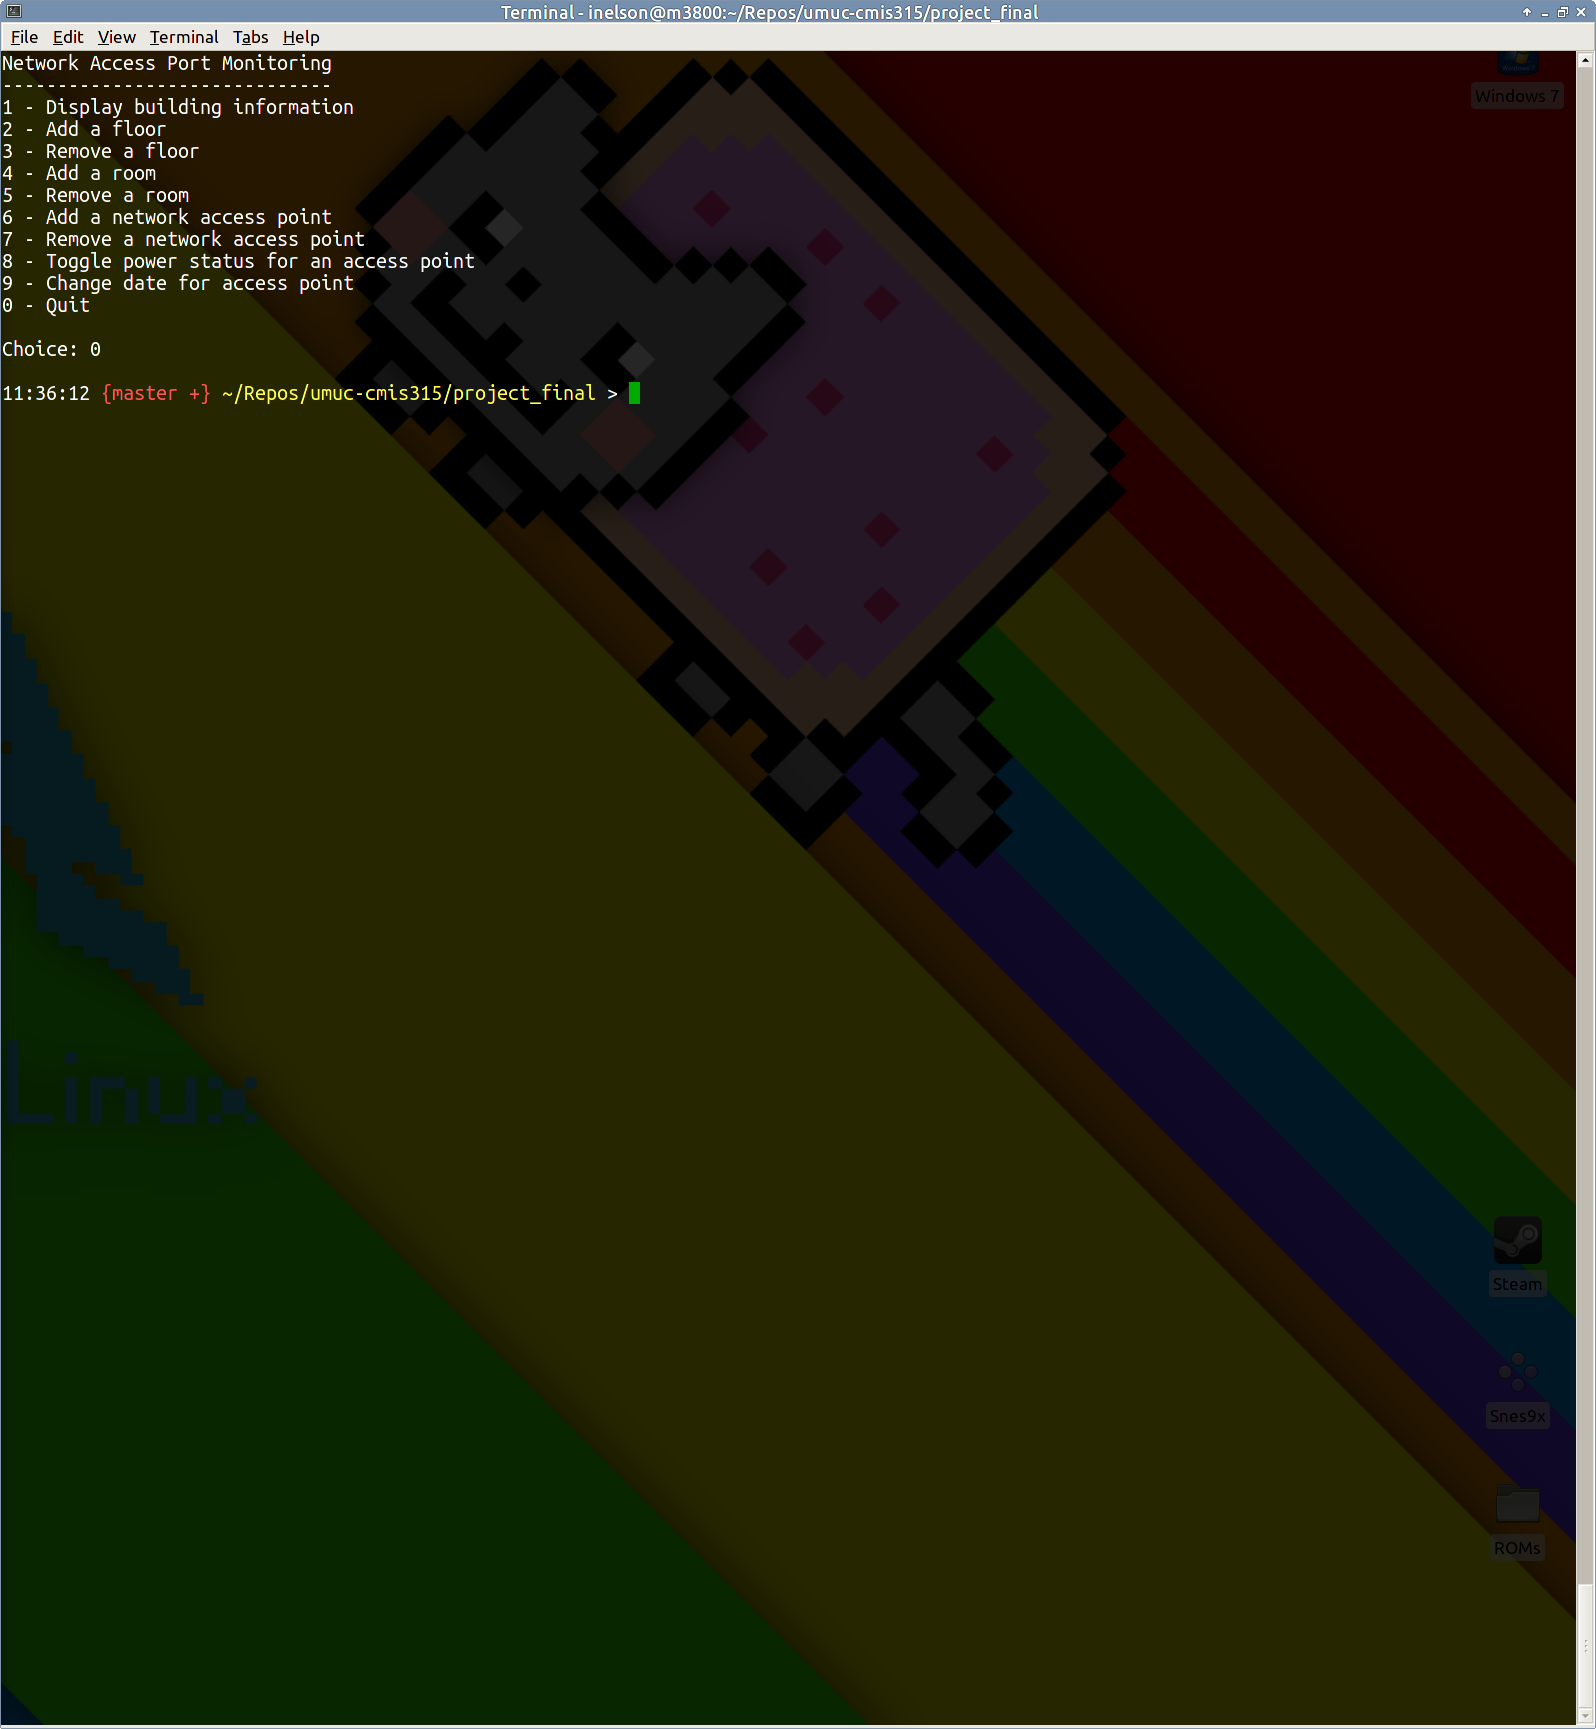 Terminal - inelson@m3800:~/Repos/umuc-cmis315/project_final
File Edit View Terminal Tabs Help
Network Access Port Monitoring
------------------------------
1 - Display building information
2 - Add a floor
3 - Remove a floor
4 - Add a room
5 - Remove a room
6 - Add a network access point
7 - Remove a network access point
8 - Toggle power status for an access point
9 - Change date for access point
0 - Quit
Choice: 0
11:36:12 {master +} ~/Repos/umuc-cmis315/project_final >
Windows 7
Linux
Steam
Snes9x
ROMs